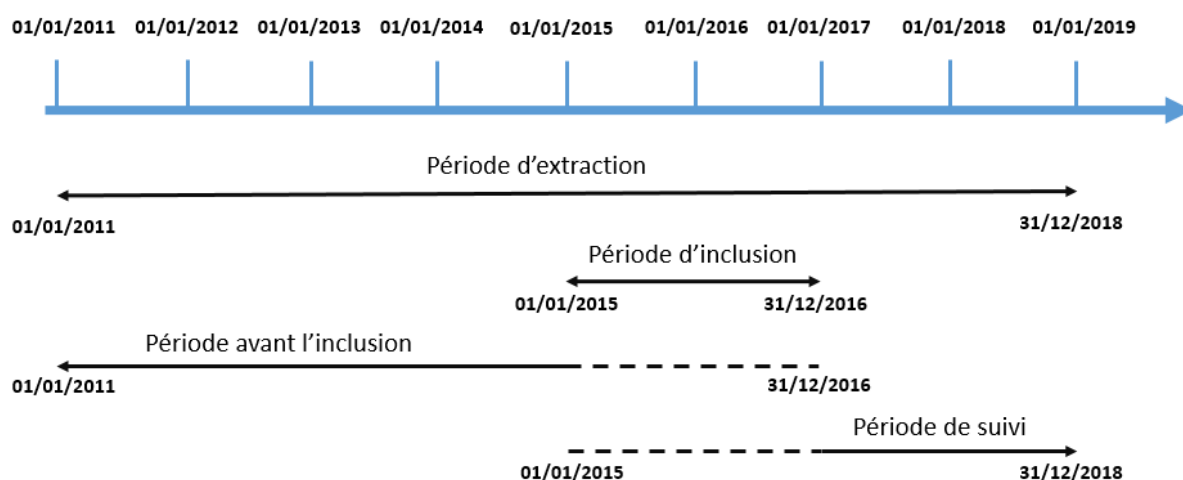 01/01/2011 01/01/2012 01/01/2013 01/01/2014 01/01/2015 01/01/2016 01/01/2017 01/01/2018 01/01/2019
Période d'extraction
01/01/2011 31/12/2018
Période d'inclusion
01/01/2015 31/12/2016
Période avant l'inclusion
01/01/2011 31/12/2016
Période de suivi
01/01/2015 31/12/2018